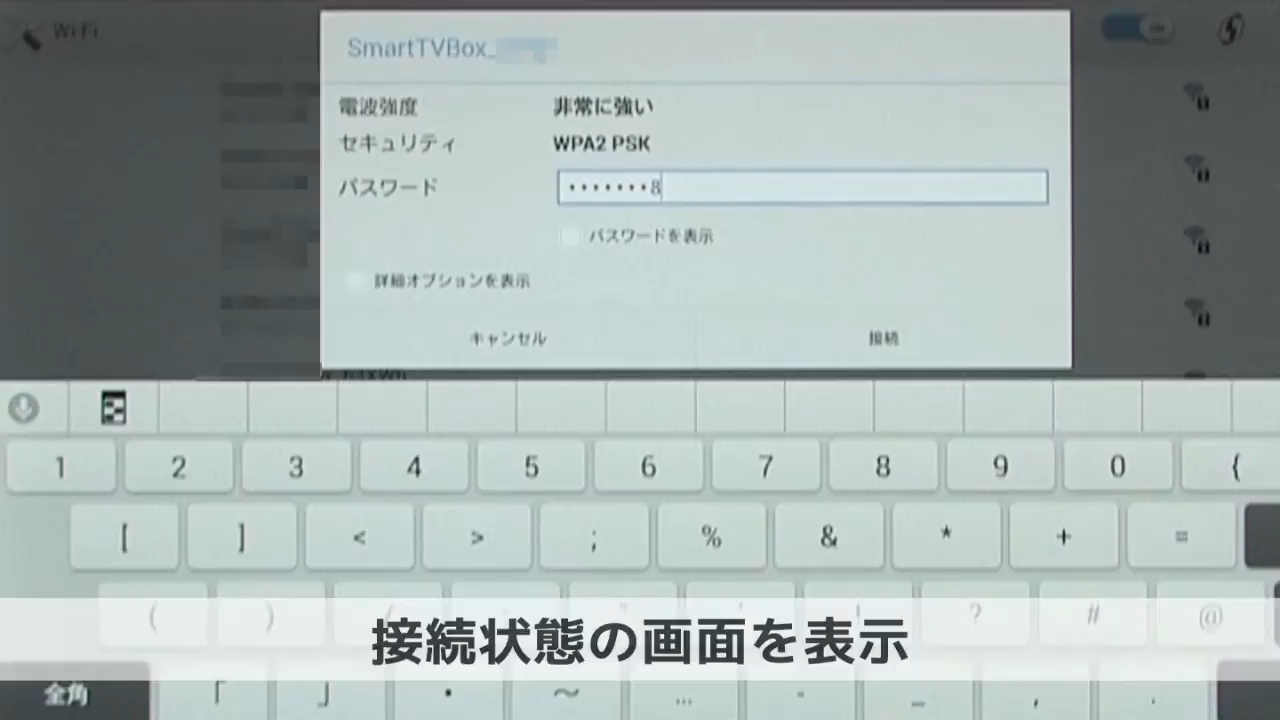 Wi-Fi
SmartTVBox_
電波強度 非常に強い
セキュリティ WPA2 PSK
パスワード •••••••8
パスワードを表示
詳細オプションを表示
キャンセル 接続
1 2 3 4 5 6 7 8 9 0 {
[ ] < > ; % & * + =
( ) ? # @
接続状態の画面を表示
全角 「 」 ・ ～ …